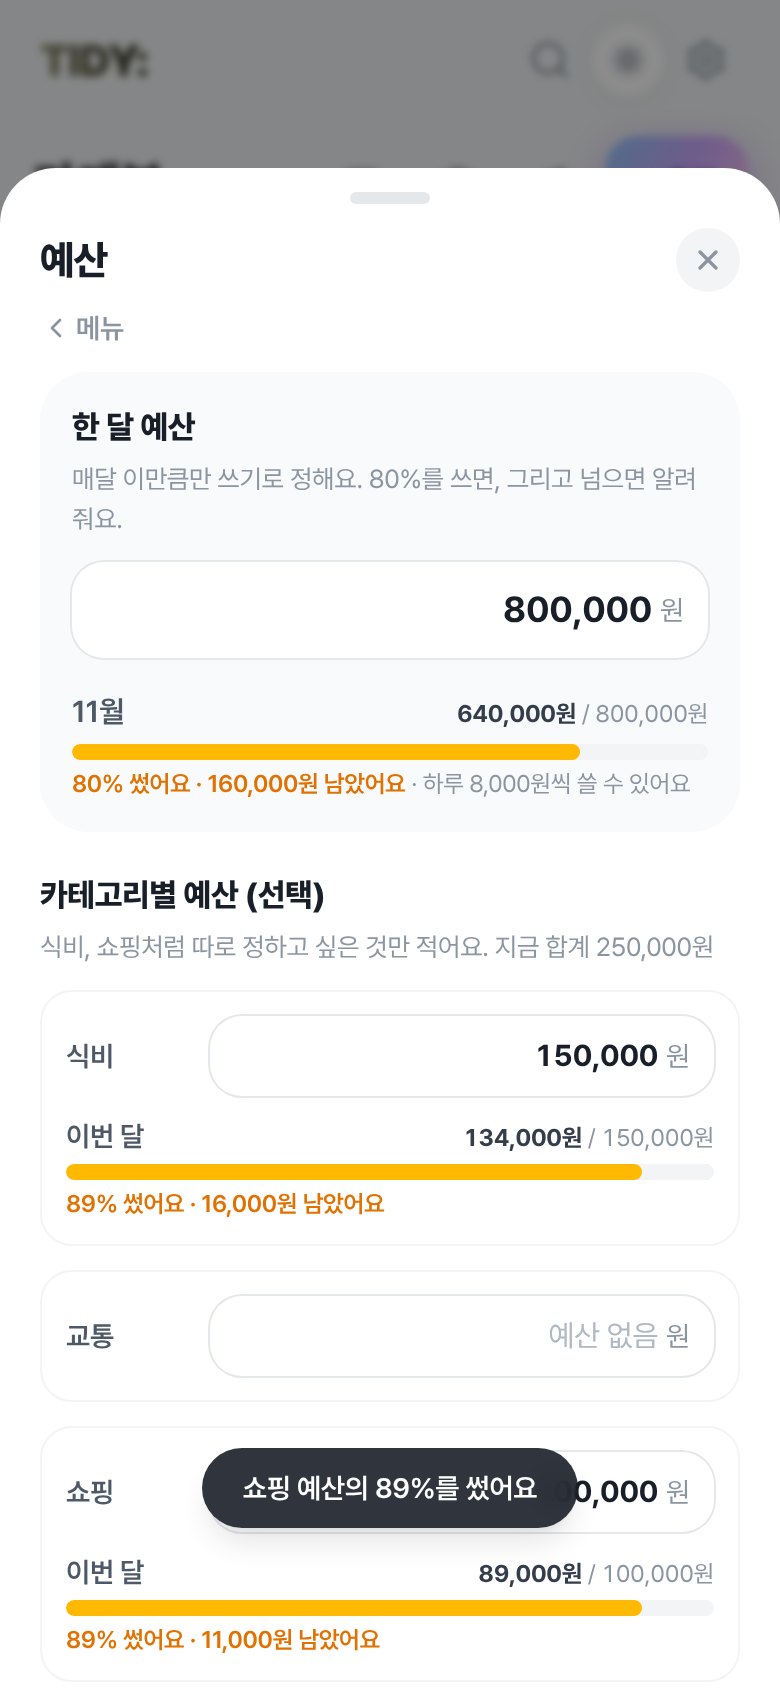 TIDY:
예산
메뉴
한 달 예산
매달 이만큼만 쓰기로 정해요. 80%를 쓰면, 그리고 넘으면 알려
줘요.
800,000 원
11월 640,000원 / 800,000원
80% 썼어요 · 160,000원 남았어요 · 하루 8,000원씩 쓸 수 있어요
카테고리별 예산 (선택)
식비, 쇼핑처럼 따로 정하고 싶은 것만 적어요. 지금 합계 250,000원
식비 150,000 원
이번 달 134,000원 / 150,000원
89% 썼어요 · 16,000원 남았어요
교통 예산 없음 원
쇼핑 00,000 원
쇼핑 예산의 89%를 썼어요
이번 달 89,000원 / 100,000원
89% 썼어요 · 11,000원 남았어요